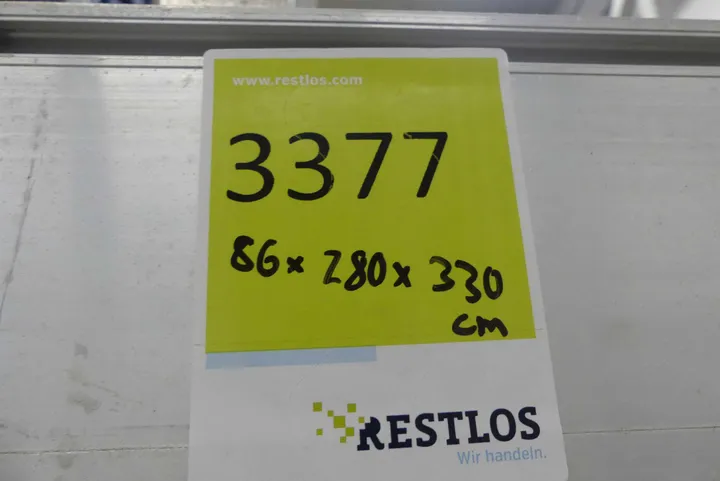 www.restlos.com
3377
86x 280x 330
cm
RESTLOS
Wir handeln.